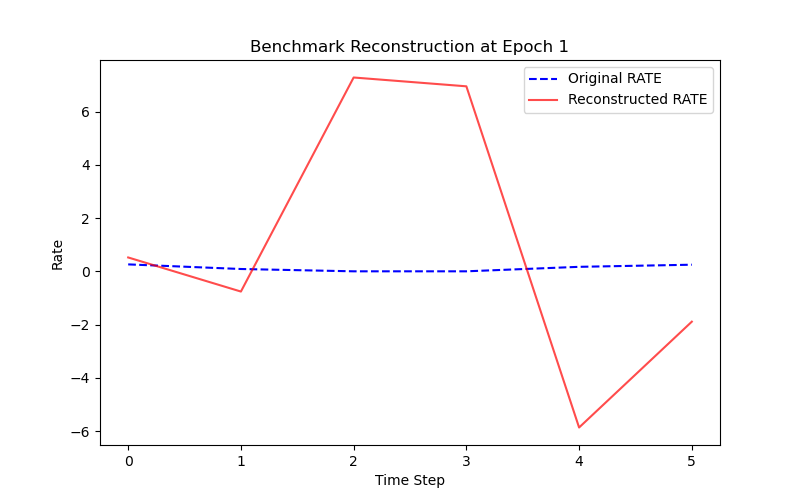 Benchmark Reconstruction at Epoch 1
Original RATE
Reconstructed RATE
Rate
6
4
2
0
−2
−4
−6
0 1 2 3 4 5
Time Step